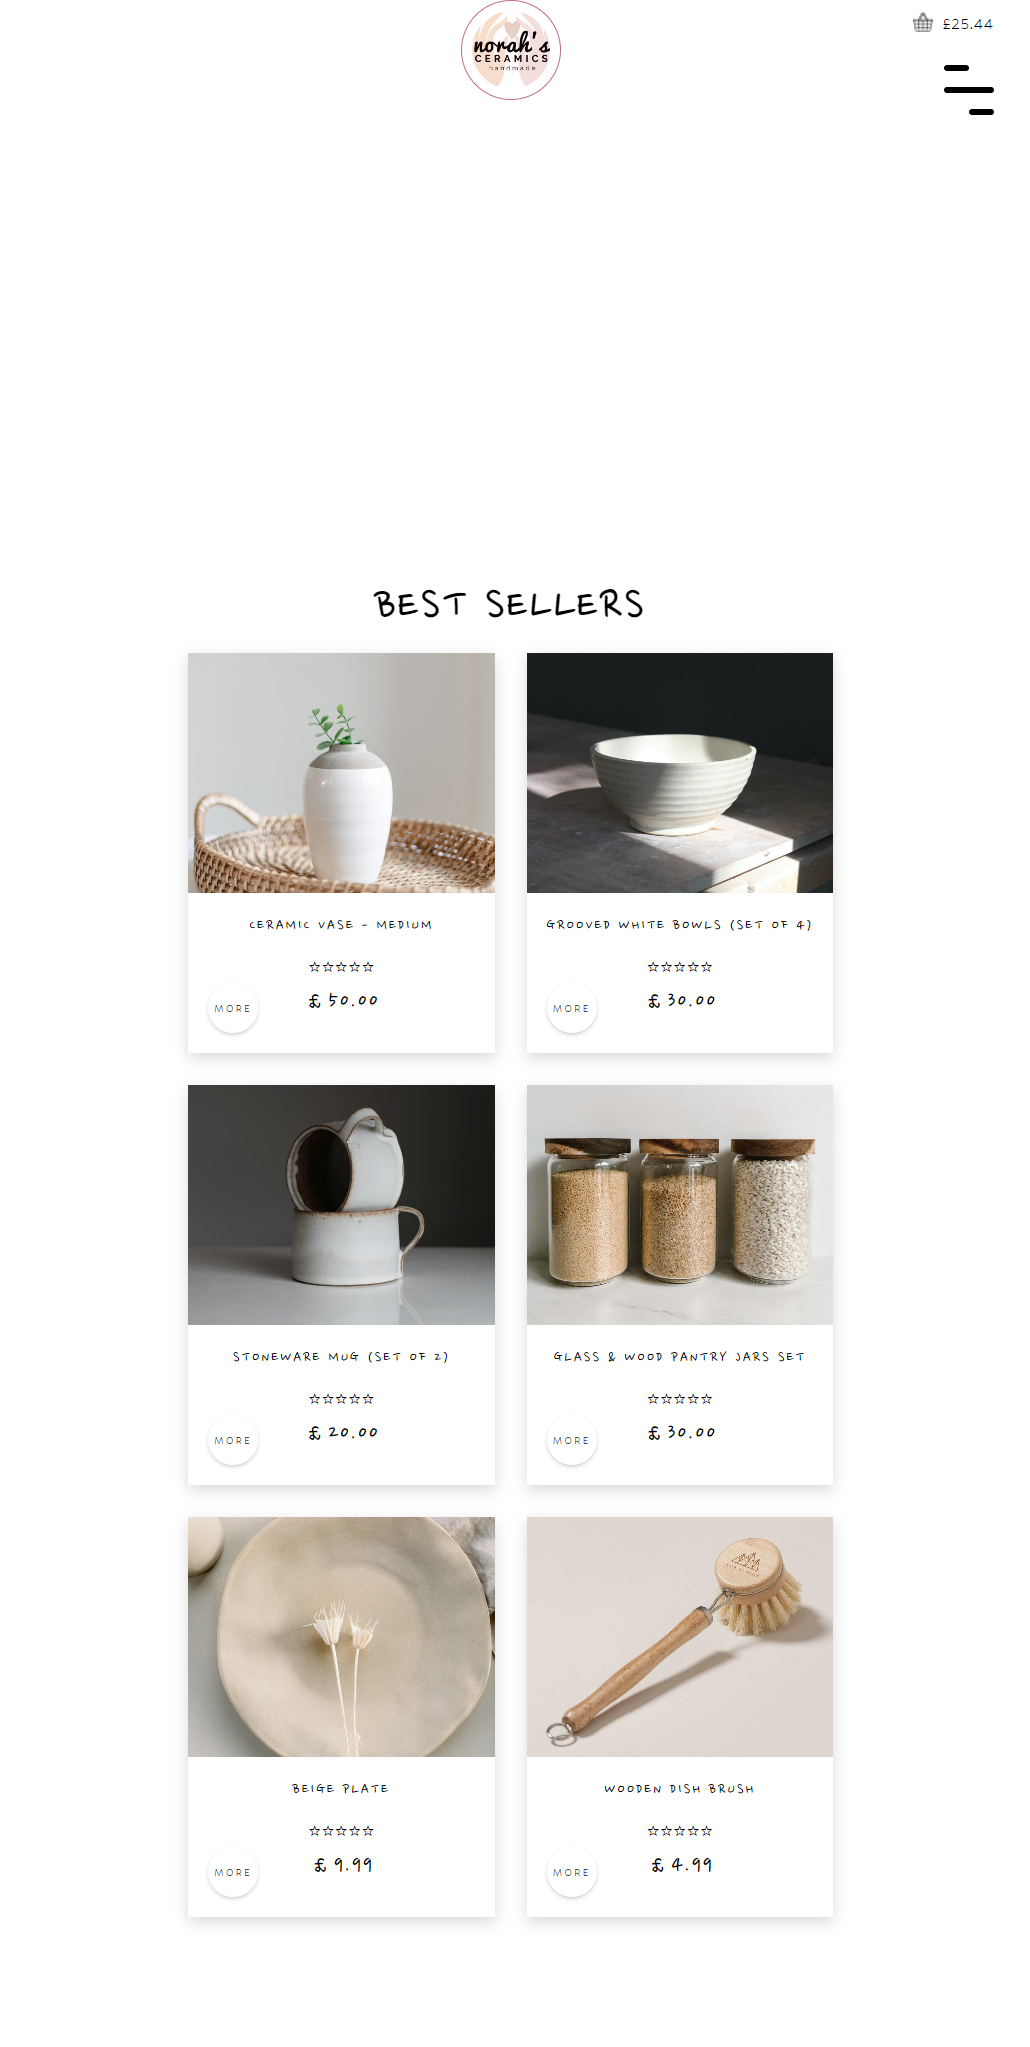 norah's
CERAMICS
handmade
£25.44
BEST SELLERS
CERAMIC VASE - MEDIUM
☆☆☆☆☆
£ 50.00
MORE
GROOVED WHITE BOWLS (SET OF 4)
☆☆☆☆☆
£ 30.00
MORE
STONEWARE MUG (SET OF 2)
☆☆☆☆☆
£ 20.00
MORE
GLASS & WOOD PANTRY JARS SET
☆☆☆☆☆
£ 30.00
MORE
BEIGE PLATE
☆☆☆☆☆
£ 9.99
MORE
WOODEN DISH BRUSH
☆☆☆☆☆
£ 4.99
MORE